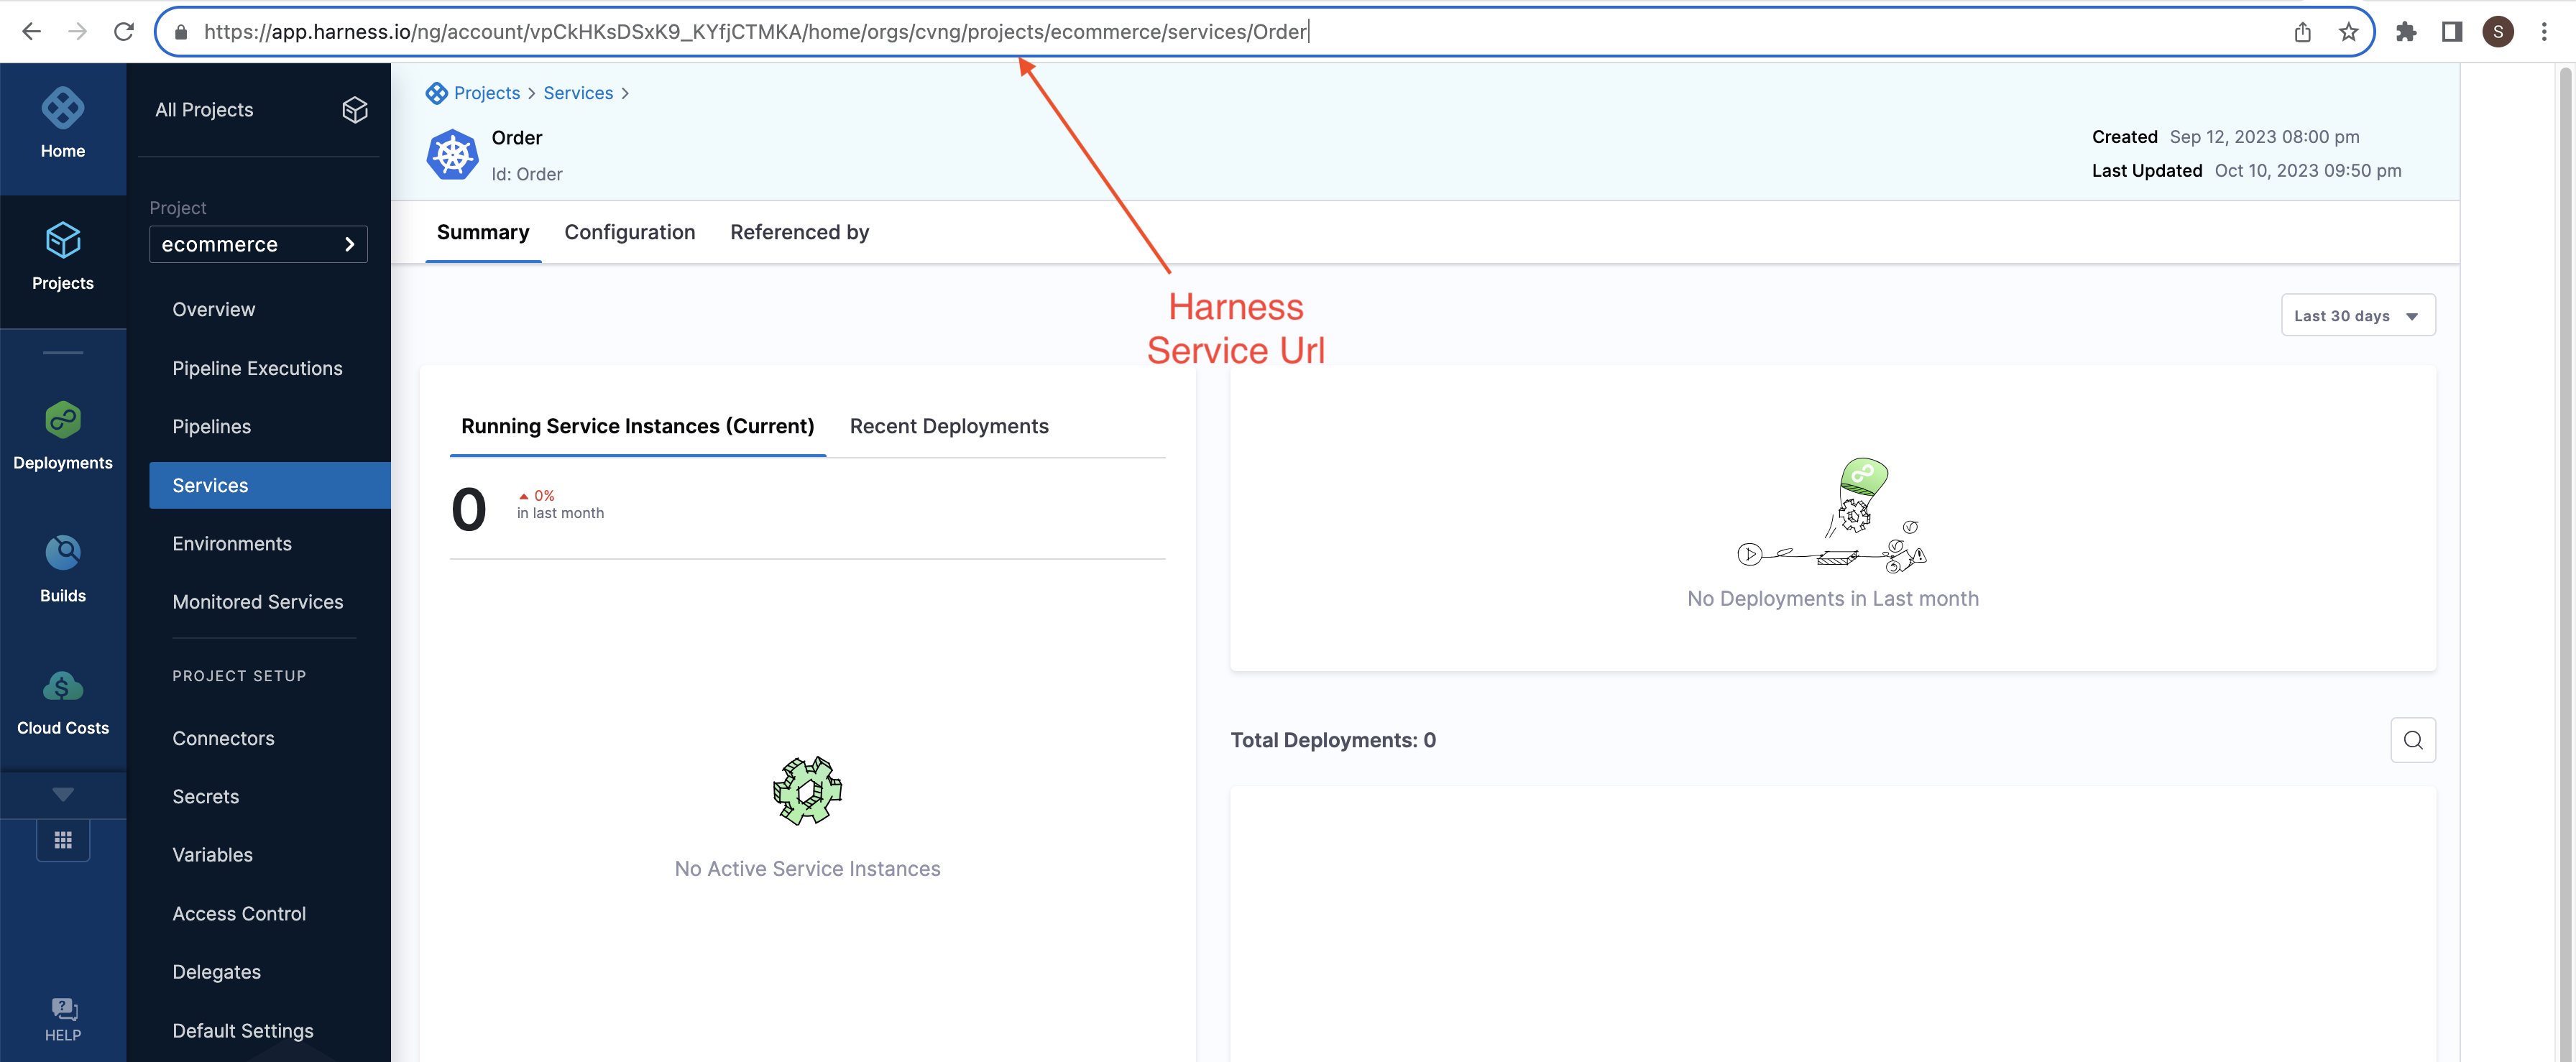 https://app.harness.io/ng/account/vpCkHKsDSxK9_KYfjCTMKA/home/orgs/cvng/projects/ecommerce/services/Order
S
Home
Projects
Deployments
Builds
Cloud Costs
HELP
All Projects
Project
ecommerce
Overview
Pipeline Executions
Pipelines
Services
Environments
Monitored Services
PROJECT SETUP
Connectors
Secrets
Variables
Access Control
Delegates
Default Settings
Projects > Services >
Order
Id: Order
Created Sep 12, 2023 08:00 pm
Last Updated Oct 10, 2023 09:50 pm
Summary Configuration Referenced by
Harness
Service Url
Last 30 days
Running Service Instances (Current) Recent Deployments
0
0%
in last month
No Active Service Instances
No Deployments in Last month
Total Deployments: 0